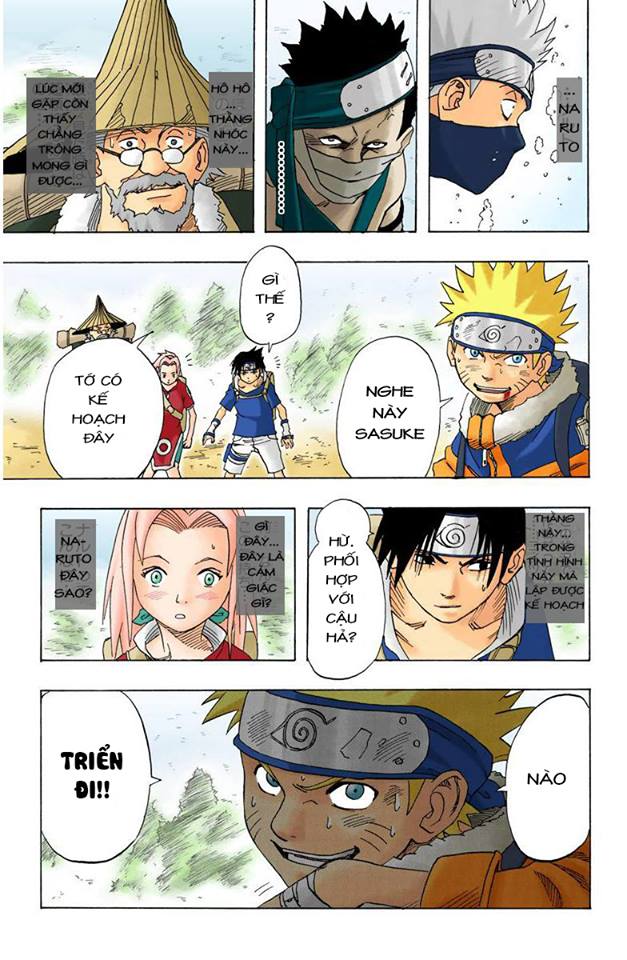 ...
NA
RU
TO
HÔ HÔ
...
THẰNG
NHÓC
NÀY...
LÚC MỚI
GẶP CÒN
THẤY
CHẲNG
TRÔNG
MONG GÌ
ĐƯỢC...
NGHE
NÀY
SASUKE
GÌ
THẾ
?
TỚ CÓ
KẾ
HOẠCH
ĐÂY
THẰNG
NÀY...
TRONG
TÌNH HÌNH
NÀY MÀ
LẬP ĐƯỢC
KẾ HOẠCH
HỪ.
PHỐI
HỢP
VỚI
CẬU
HẢ?
GÌ
ĐÂY...
ĐÂY LÀ
CẢM
GIÁC
GÌ?
NA-
RUTO
ĐÂY
SAO?
NÀO
TRIỂN
ĐI!!